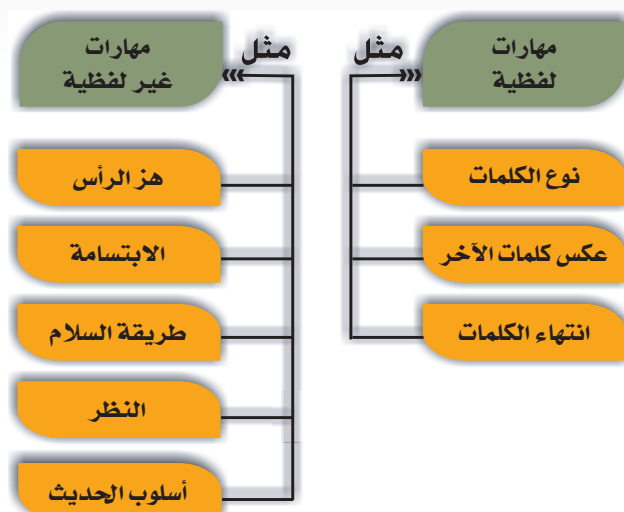 مهارات
لفظية
مثل
نوع الكلمات
عكس كلمات الآخر
انتهاء الكلمات
مهارات
غير لفظية
مثل
هز الرأس
الابتسامة
طريقة السلام
النظر
أسلوب الحديث